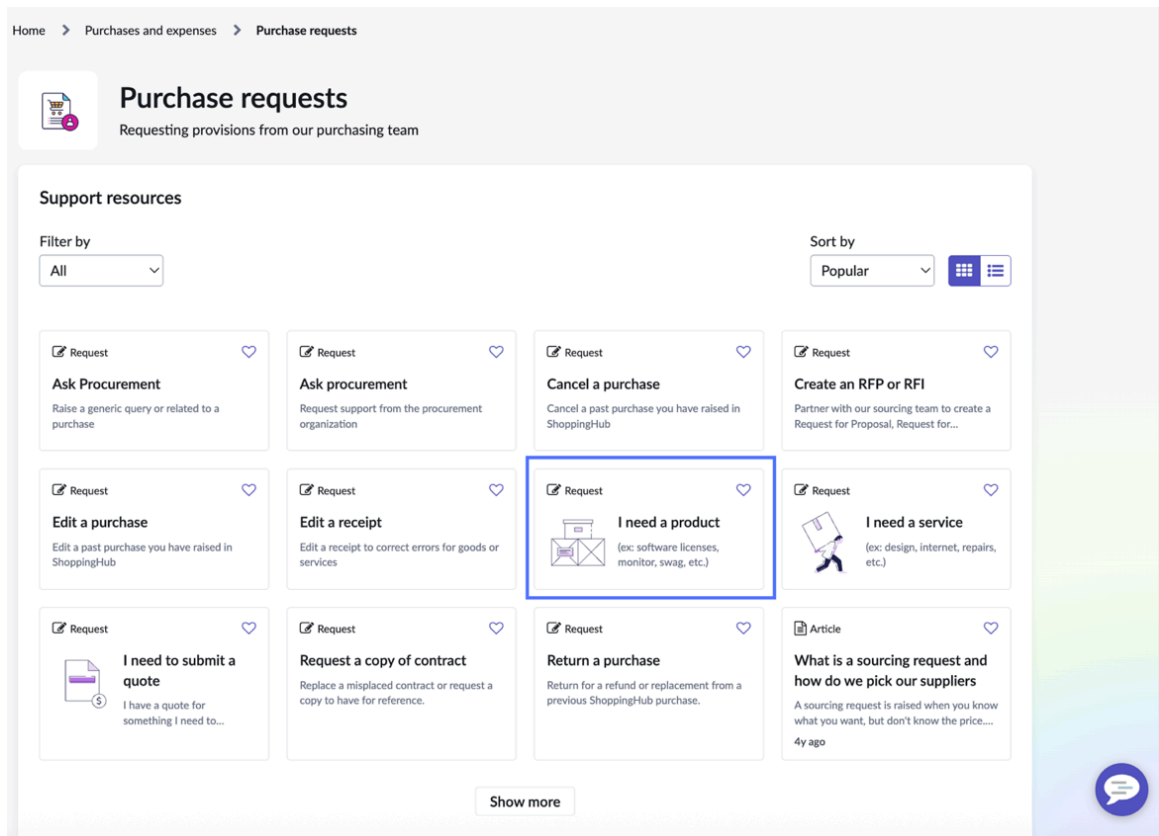 Home > Purchases and expenses > Purchase requests
Purchase requests
Requesting provisions from our purchasing team
Support resources
Filter by
All
Sort by
Popular
Request
Ask Procurement
Raise a generic query or related to a
purchase
Request
Ask procurement
Request support from the procurement
organization
Request
Cancel a purchase
Cancel a past purchase you have raised in
ShoppingHub
Request
Create an RFP or RFI
Partner with our sourcing team to create a
Request for Proposal, Request for...
Request
Edit a purchase
Edit a past purchase you have raised in
ShoppingHub
Request
Edit a receipt
Edit a receipt to correct errors for goods or
services
Request
I need a product
(ex: software licenses,
monitor, swag, etc.)
Request
I need a service
(ex: design, internet, repairs,
etc.)
Request
I need to submit a
quote
I have a quote for
something I need to...
$
Request
Request a copy of contract
Replace a misplaced contract or request a
copy to have for reference.
Request
Return a purchase
Return for a refund or replacement from a
previous ShoppingHub purchase.
Article
What is a sourcing request and
how do we pick our suppliers
A sourcing request is raised when you know
what you want, but don't know the price....
4y ago
Show more